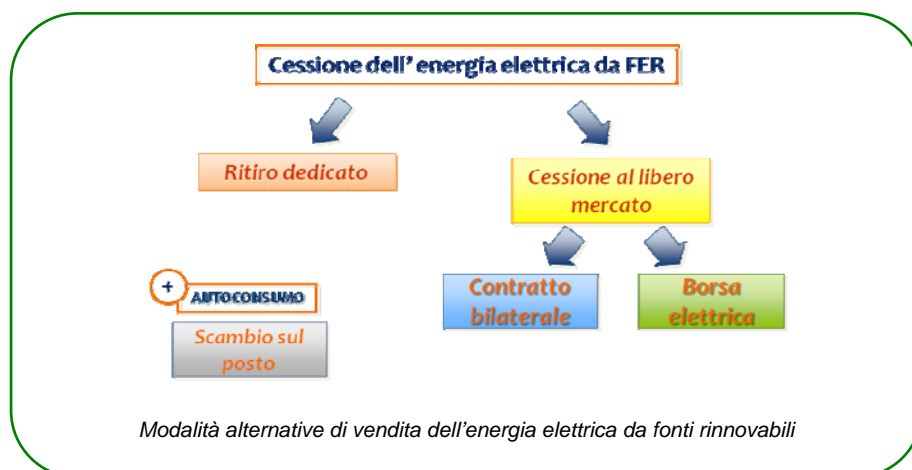 Cessione dell' energia elettrica da FER
Ritiro dedicato
Cessione al libero
mercato
+
AUTOCONSUMO
Scambio sul
posto
Contratto
bilaterale
Borsa
elettrica
Modalità alternative di vendita dell'energia elettrica da fonti rinnovabili